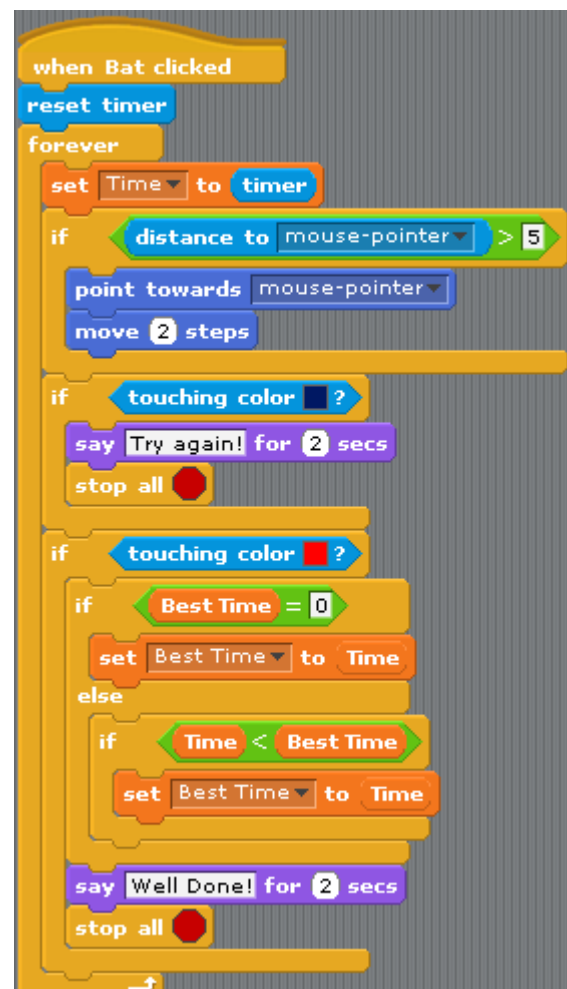 when Bat clicked
reset timer
forever
set Time to timer
if distance to mouse-pointer > 5
point towards mouse-pointer
move 2 steps
if touching color ?
say Try again! for 2 secs
stop all
if touching color ?
if Best Time = 0
set Best Time to Time
else
if Time < Best Time
set Best Time to Time
say Well Done! for 2 secs
stop all